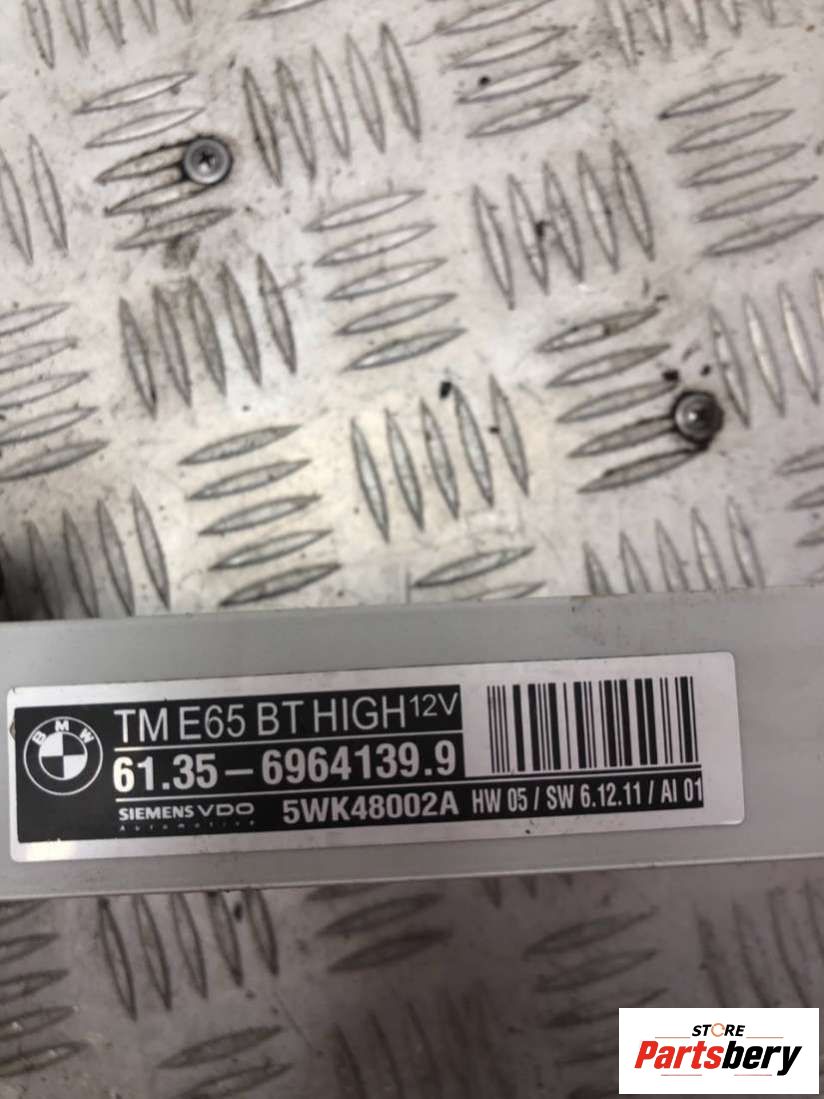 BMW
TM E65 BT HIGH 12V
61.35-6964139.9
SIEMENS VDO
Automotive
5WK48002A HW 05 / SW 6.12.11 / AI 01
STORE
Partsbery